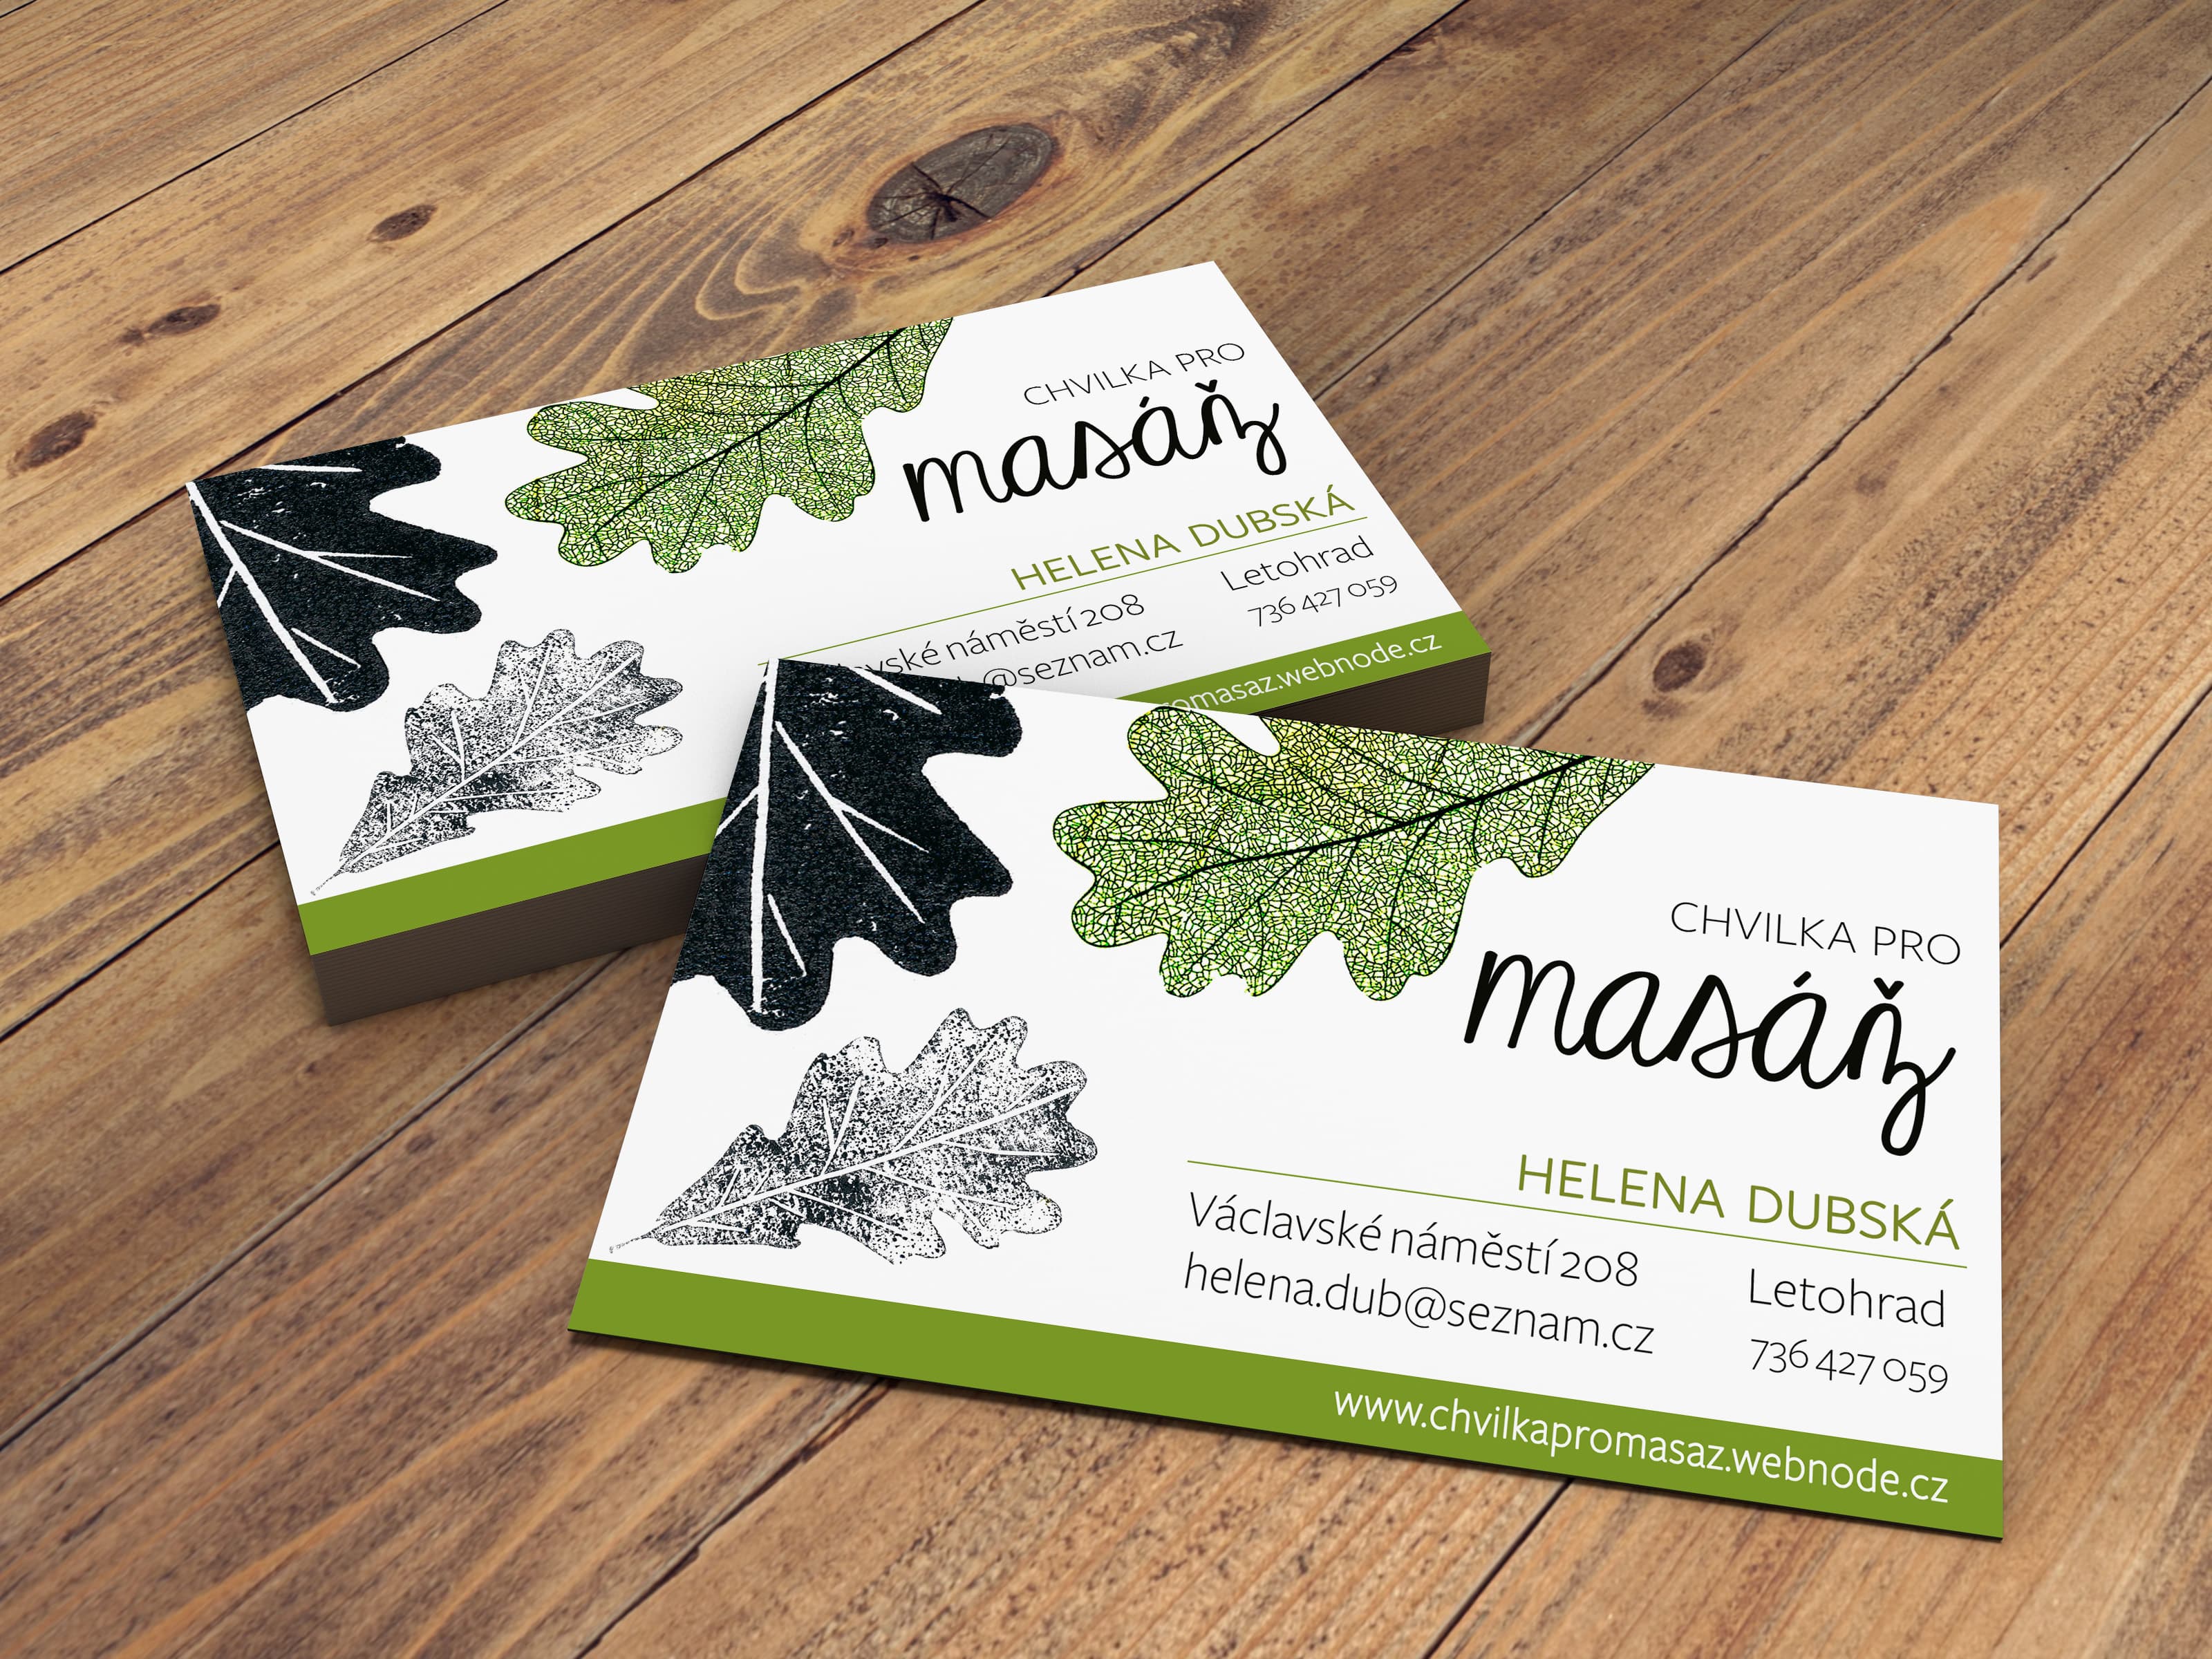 CHVILKA PRO
masáž
HELENA DUBSKÁ
náměstí 208
Letohrad
@seznam.cz
736 427 059
omasaz.webnode.cz
CHVILKA PRO
masáž
HELENA DUBSKÁ
Václavské náměstí 208
Letohrad
helena.dub@seznam.cz
736 427 059
www.chvilkapromasaz.webnode.cz